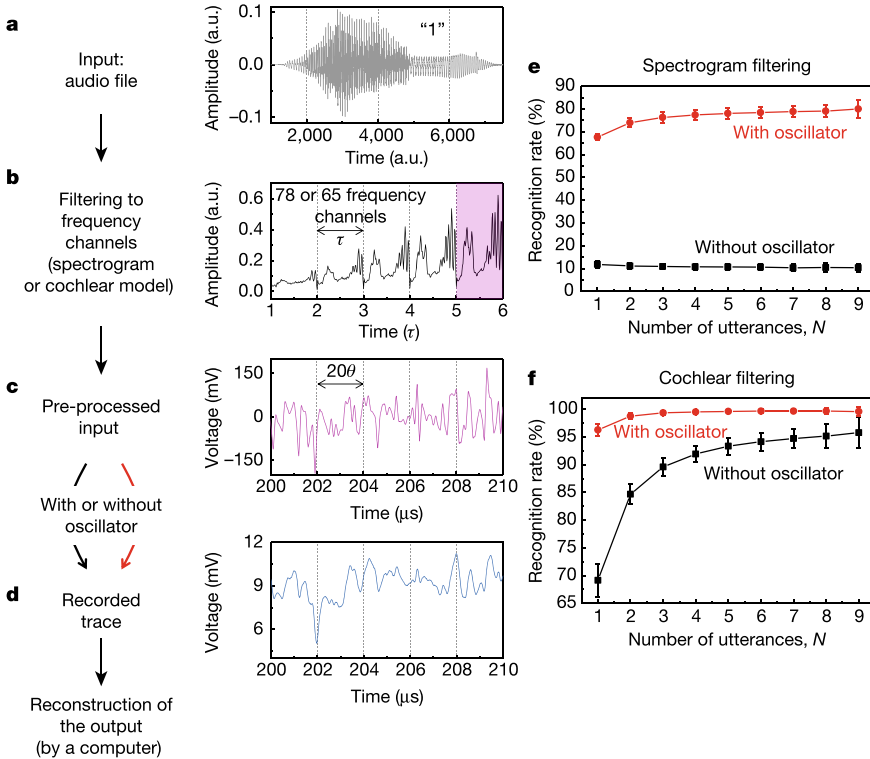 a
Input:
audio file
Amplitude (a.u.)
0.1
0.0
−0.1
“1”
2,000
4,000
6,000
Time (a.u.)
b
Filtering to
frequency
channels
(spectrogram
or cochlear model)
Amplitude (a.u.)
0.6
0.4
0.2
0.0
78 or 65 frequency
channels
τ
1
2
3
4
5
6
Time (τ)
c
Pre-processed
input
With or without
oscillator
Voltage (mV)
150
0
−150
20θ
200
202
204
206
208
210
Time (μs)
d
Recorded
trace
Reconstruction of
the output
(by a computer)
Voltage (mV)
12
9
6
200
202
204
206
208
210
Time (μs)
e
Spectrogram filtering
Recognition rate (%)
90
80
70
60
50
40
30
20
10
0
With oscillator
Without oscillator
1
2
3
4
5
6
7
8
9
Number of utterances, N
f
Cochlear filtering
Recognition rate (%)
100
95
90
85
80
75
70
65
With oscillator
Without oscillator
1
2
3
4
5
6
7
8
9
Number of utterances, N